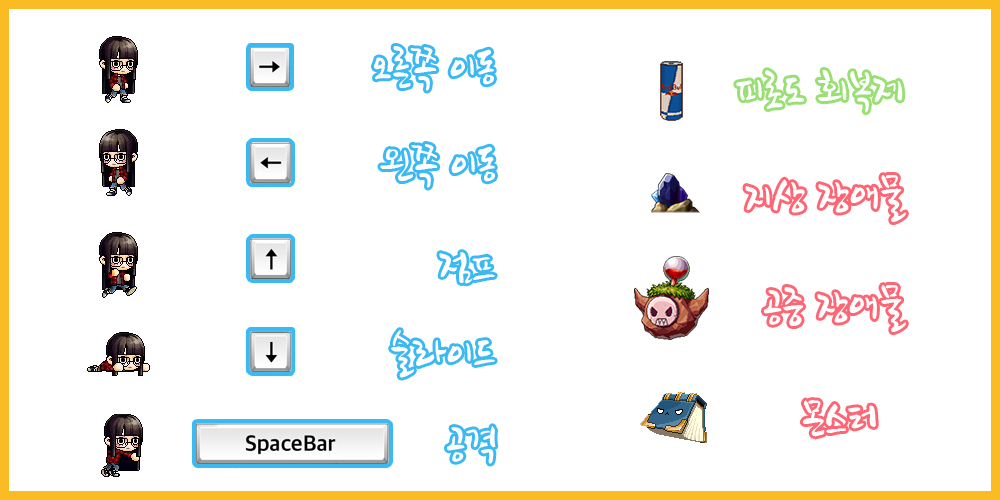 → 오른쪽 이동
← 왼쪽 이동
↑ 점프
↓ 슬라이드
SpaceBar 공격
피로도 회복제
지상 장애물
공중 장애물
몬스터